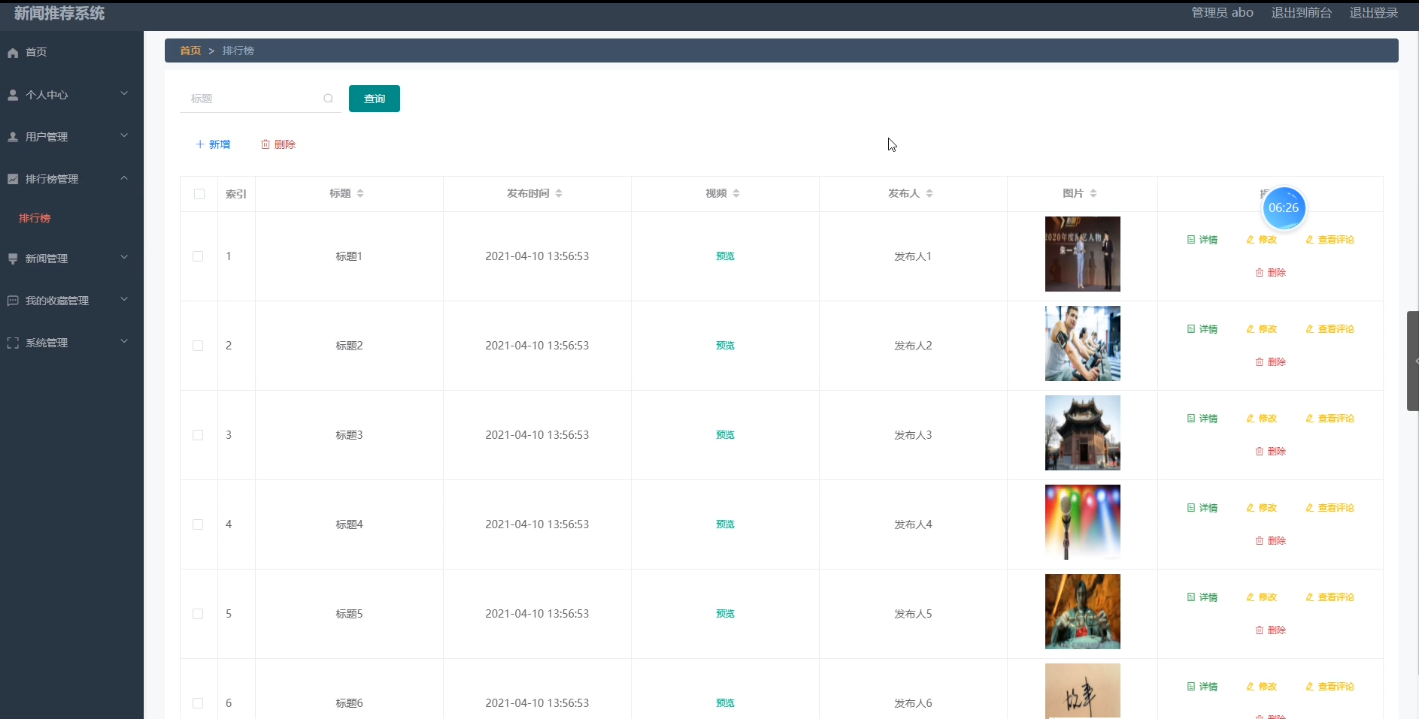 新闻推荐系统
管理员 abo 退出到前台 退出登录
首页
个人中心
用户管理
排行榜管理
排行榜
新闻管理
我的收藏管理
系统管理
首页 > 排行榜
标题 查询
新增 删除
索引 标题 发布时间 视频 发布人 图片
06:26
1 标题1 2021-04-10 13:56:53 预览 发布人1 详情 修改 查看评论
删除
2 标题2 2021-04-10 13:56:53 预览 发布人2 详情 修改 查看评论
删除
3 标题3 2021-04-10 13:56:53 预览 发布人3 详情 修改 查看评论
删除
4 标题4 2021-04-10 13:56:53 预览 发布人4 详情 修改 查看评论
删除
5 标题5 2021-04-10 13:56:53 预览 发布人5 详情 修改 查看评论
删除
6 标题6 2021-04-10 13:56:53 预览 发布人6 故事 详情 修改 查看评论
删除